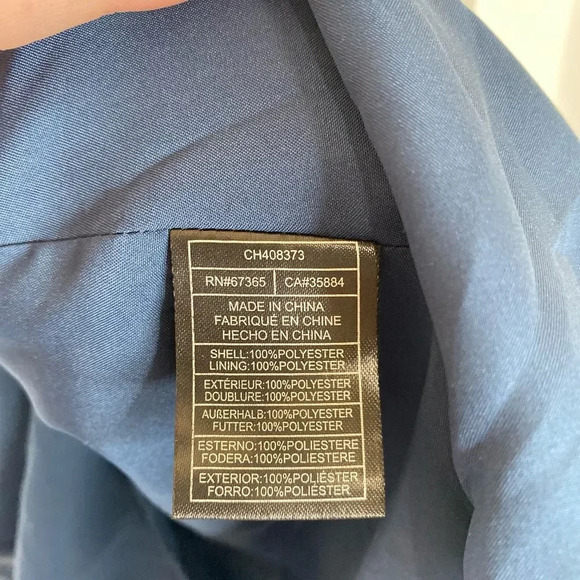 CH408373
RN#67365 CA#35884
MADE IN CHINA
FABRIQUÉ EN CHINE
HECHO EN CHINA
SHELL:100%POLYESTER
LINING:100%POLYESTER
EXTÉRIEUR:100%POLYESTER
DOUBLURE:100%POLYESTER
AUßERHALB:100%POLYESTER
FUTTER:100%POLYESTER
ESTERNO:100%POLIESTERE
FODERA:100%POLIESTERE
EXTERIOR:100%POLIÉSTER
FORRO:100%POLIÉSTER